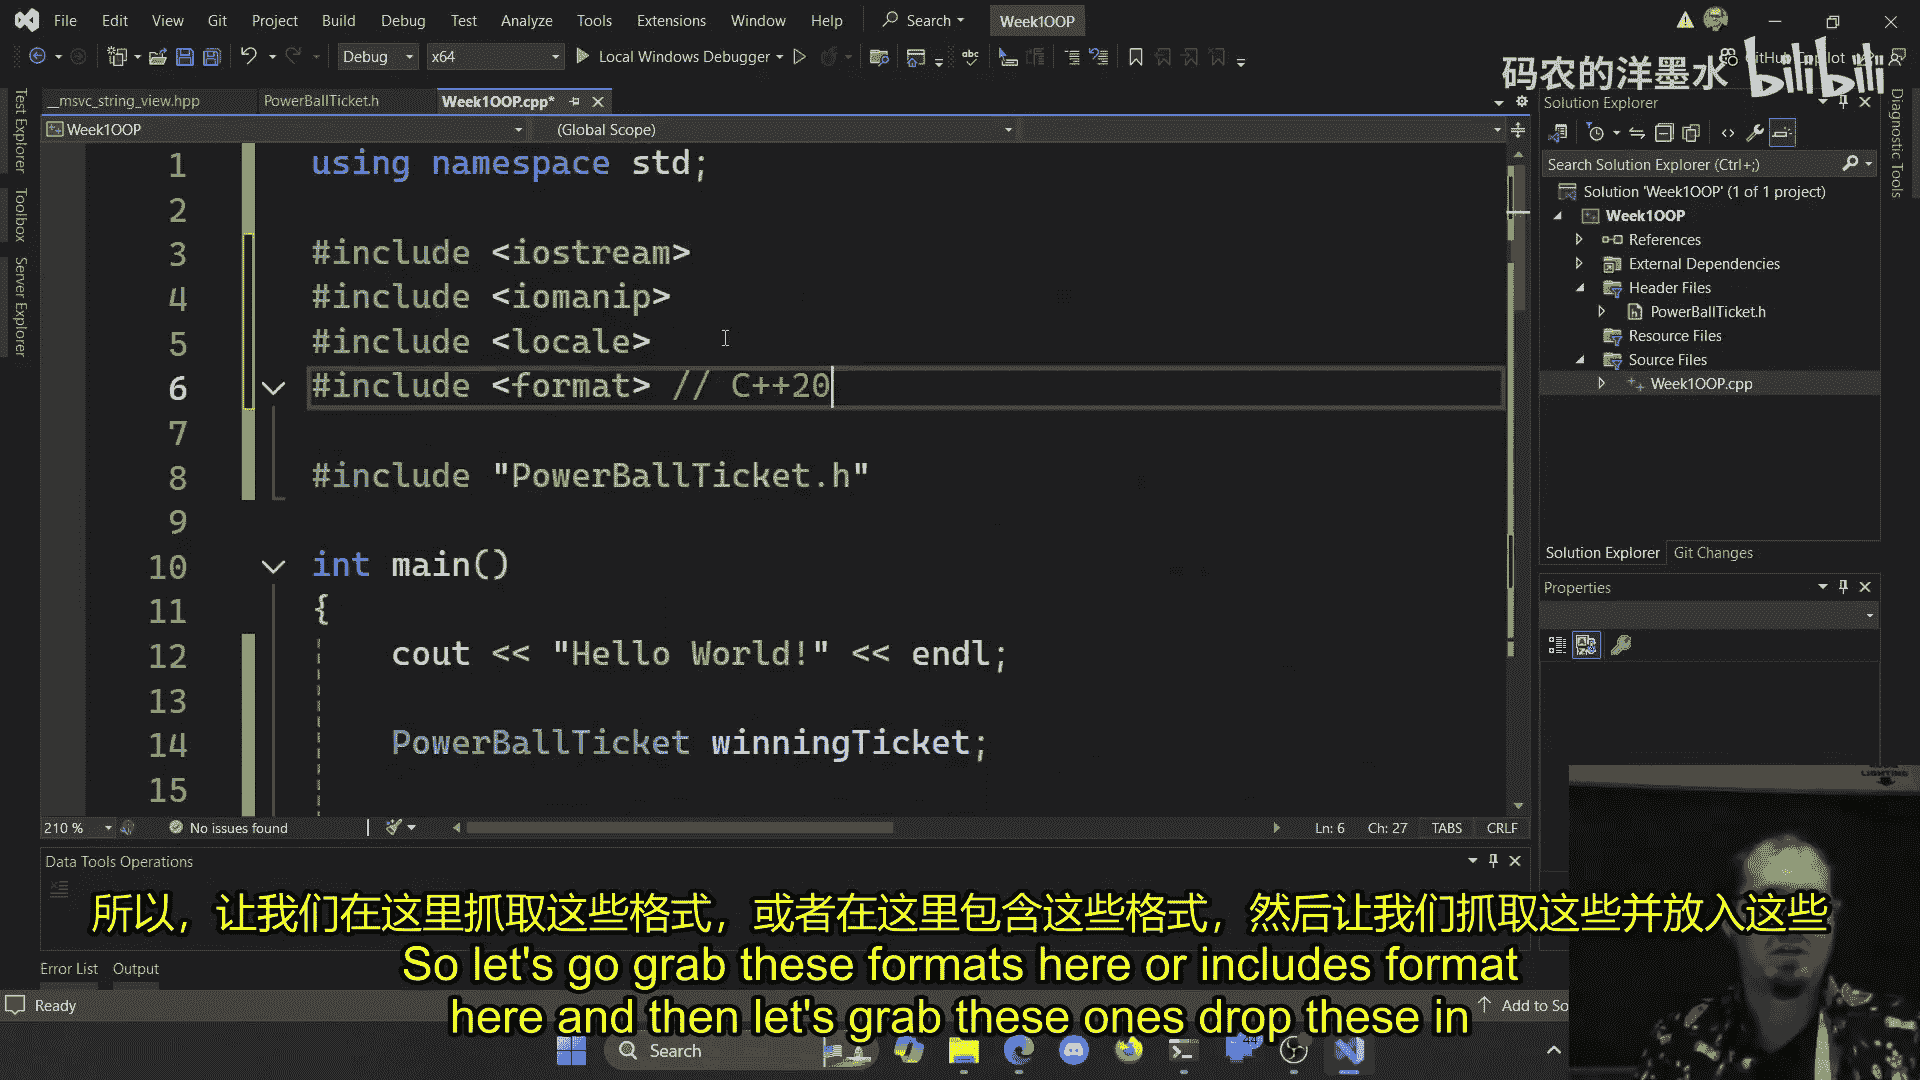 File Edit View Git Project Build Debug Test Analyze Tools Extensions Window Help Search Week1OOP
Debug x64 Local Windows Debugger
码农的洋墨水 bilibili
__msvc_string_view.hpp PowerBallTicket.h Week1OOP.cpp*
Week1OOP (Global Scope)
Test Explorer
Toolbox
Server Explorer
1 using namespace std;
2
3 #include <iostream>
4 #include <iomanip>
5 #include <locale>
6 #include <format> // C++20
7
8 #include "PowerBallTicket.h"
9
10 int main()
11 {
12 cout << "Hello World!" << endl;
13
14 PowerBallTicket winningTicket;
15
210 % No issues found Ln: 6 Ch: 27 TABS CRLF
Solution Explorer
Search Solution Explorer (Ctrl+;)
Solution 'Week1OOP' (1 of 1 project)
Week1OOP
References
External Dependencies
Header Files
PowerBallTicket.h
Resource Files
Source Files
Week1OOP.cpp
Solution Explorer Git Changes
Properties
Diagnostic Tools
Data Tools Operations
所以，让我们在这里抓取这些格式，或者在这里包含这些格式，然后让我们抓取这些并放入这些
So let's go grab these formats here or includes format
here and then let's grab these ones drop these in
Error List Output
Ready Add to So
Search